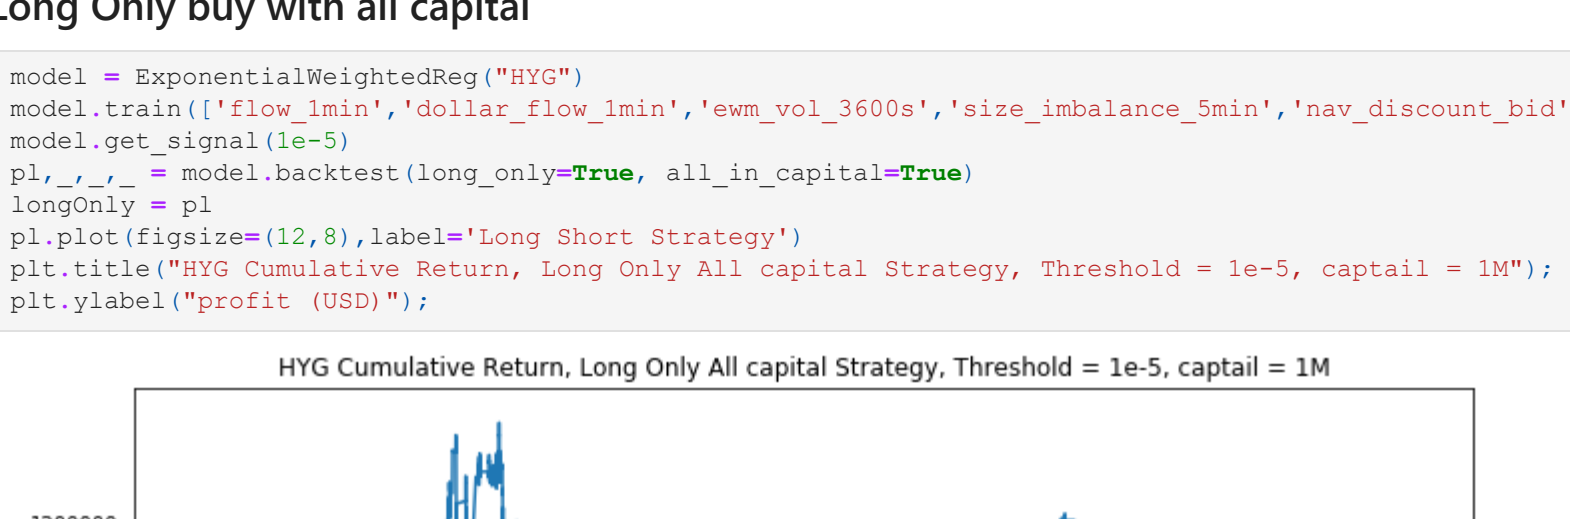 Long Only buy with all capital
model = ExponentialWeightedReg("HYG")
model.train(['flow_1min','dollar_flow_1min','ewm_vol_3600s','size_imbalance_5min','nav_discount_bid'
model.get_signal(1e-5)
pl,_,_,_ = model.backtest(long_only=True, all_in_capital=True)
longOnly = pl
pl.plot(figsize=(12,8),label='Long Short Strategy')
plt.title("HYG Cumulative Return, Long Only All capital Strategy, Threshold = 1e-5, captail = 1M");
plt.ylabel("profit (USD)");
HYG Cumulative Return, Long Only All capital Strategy, Threshold = 1e-5, captail = 1M